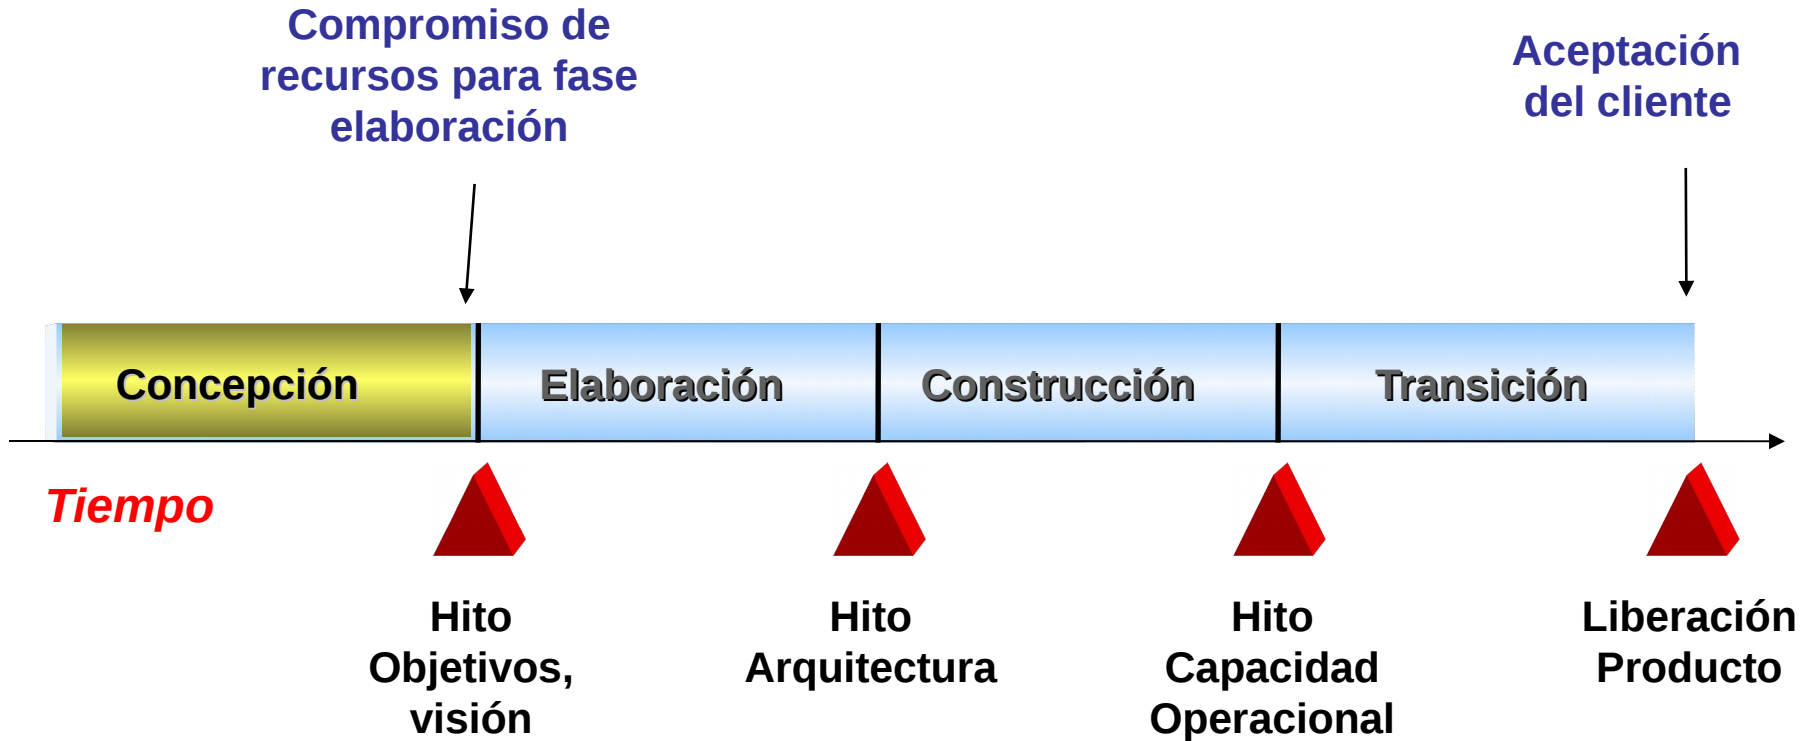 Compromiso de
recursos para fase
elaboración
Aceptación
del cliente
Concepción
Elaboración
Construcción
Transición
Tiempo
Hito
Objetivos,
visión
Hito
Arquitectura
Hito
Capacidad
Operacional
Liberación
Producto